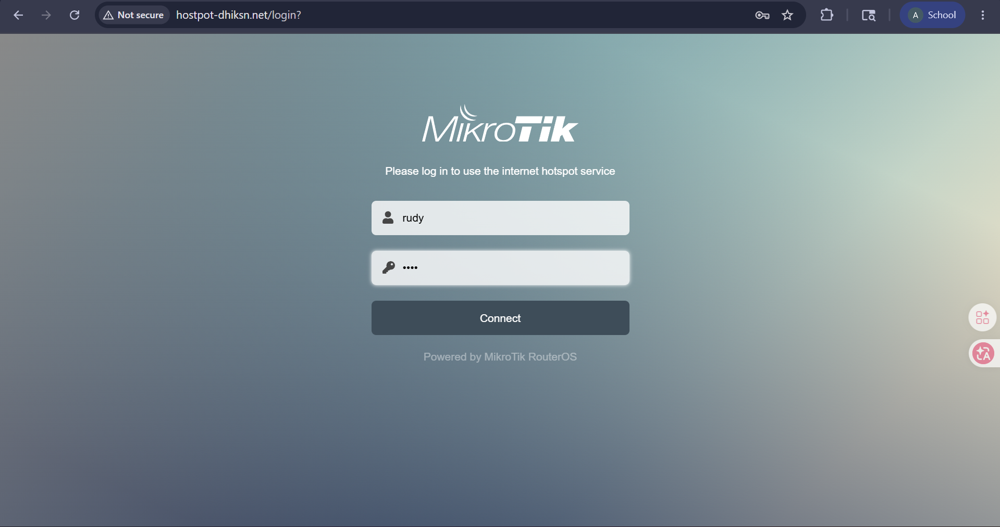 Not secure
hostpot-dhiksn.net/login?
A
School
MikroTik
Please log in to use the internet hotspot service
rudy
••••
Connect
Powered by MikroTik RouterOS
A